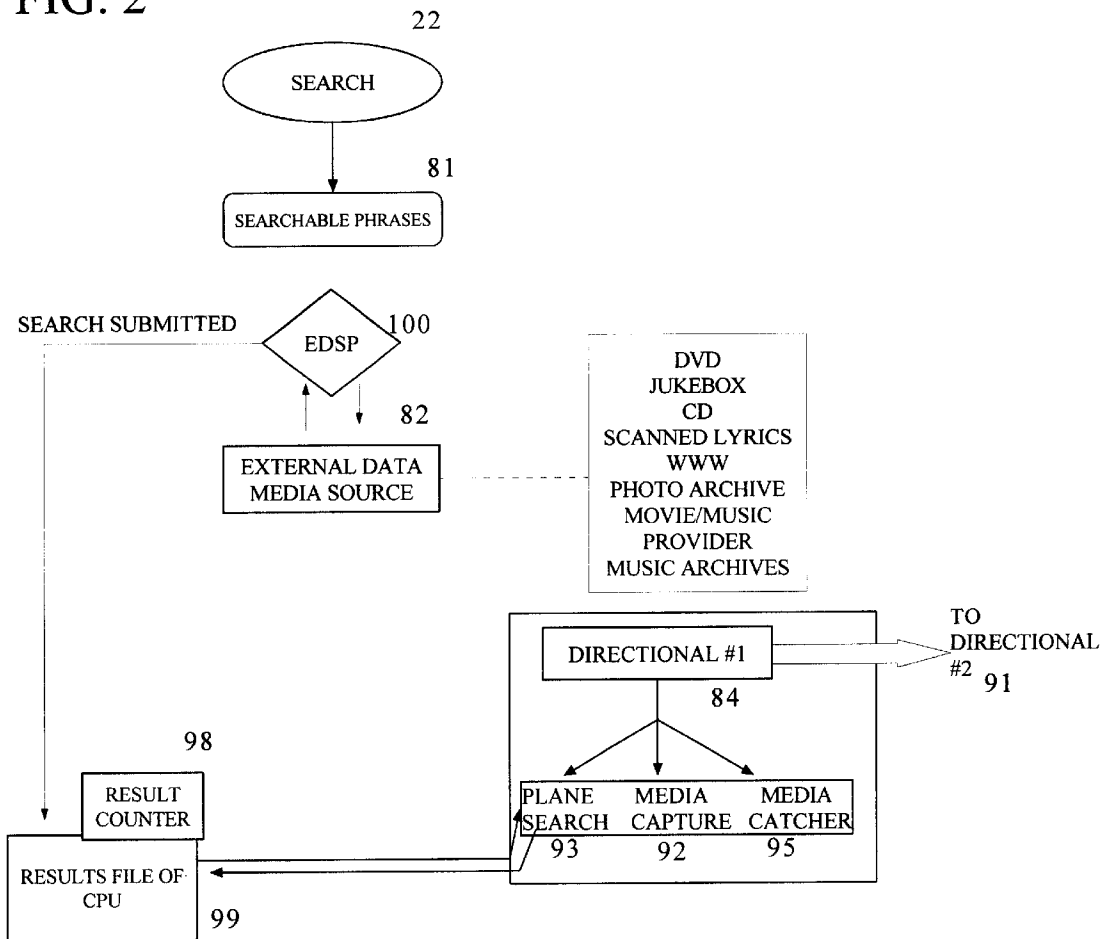 FIG. 2
22
SEARCH
81
SEARCHABLE PHRASES
SEARCH SUBMITTED
100
EDSP
82
EXTERNAL DATA
MEDIA SOURCE
DVD
JUKEBOX
CD
SCANNED LYRICS
WWW
PHOTO ARCHIVE
MOVIE/MUSIC
PROVIDER
MUSIC ARCHIVES
DIRECTIONAL #1
84
TO
DIRECTIONAL
#2
91
PLANE SEARCH
93
MEDIA CAPTURE
92
MEDIA CATCHER
95
98
RESULT
COUNTER
RESULTS FILE OF
CPU
99